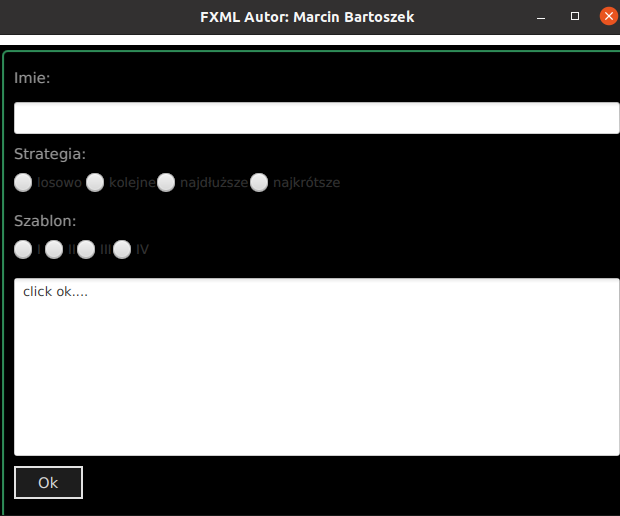 FXML Autor: Marcin Bartoszek
Imie:
Strategia:
losowo kolejne najdłuższe najkrótsze
Szablon:
I II III IV
click ok....
Ok